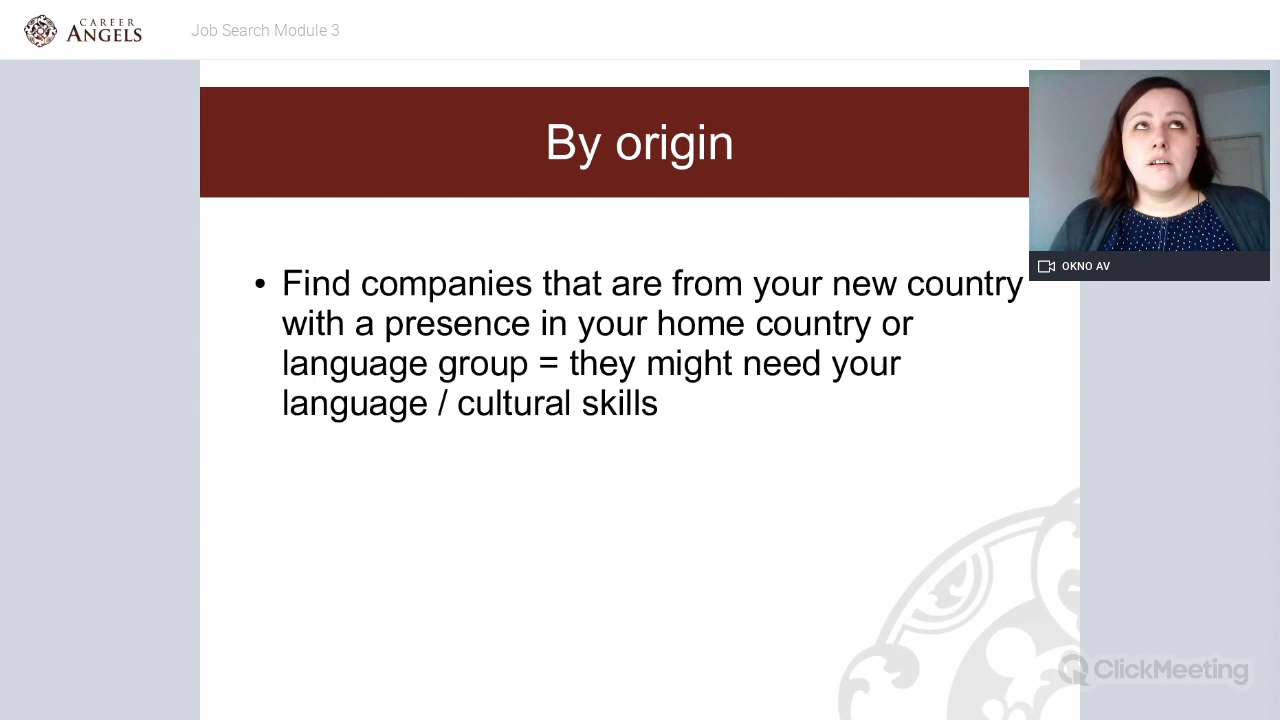 CAREER
ANGELS
Job Search Module 3
By origin
OKNO AV
• Find companies that are from your new country
with a presence in your home country or
language group = they might need your
language / cultural skills
ClickMeeting